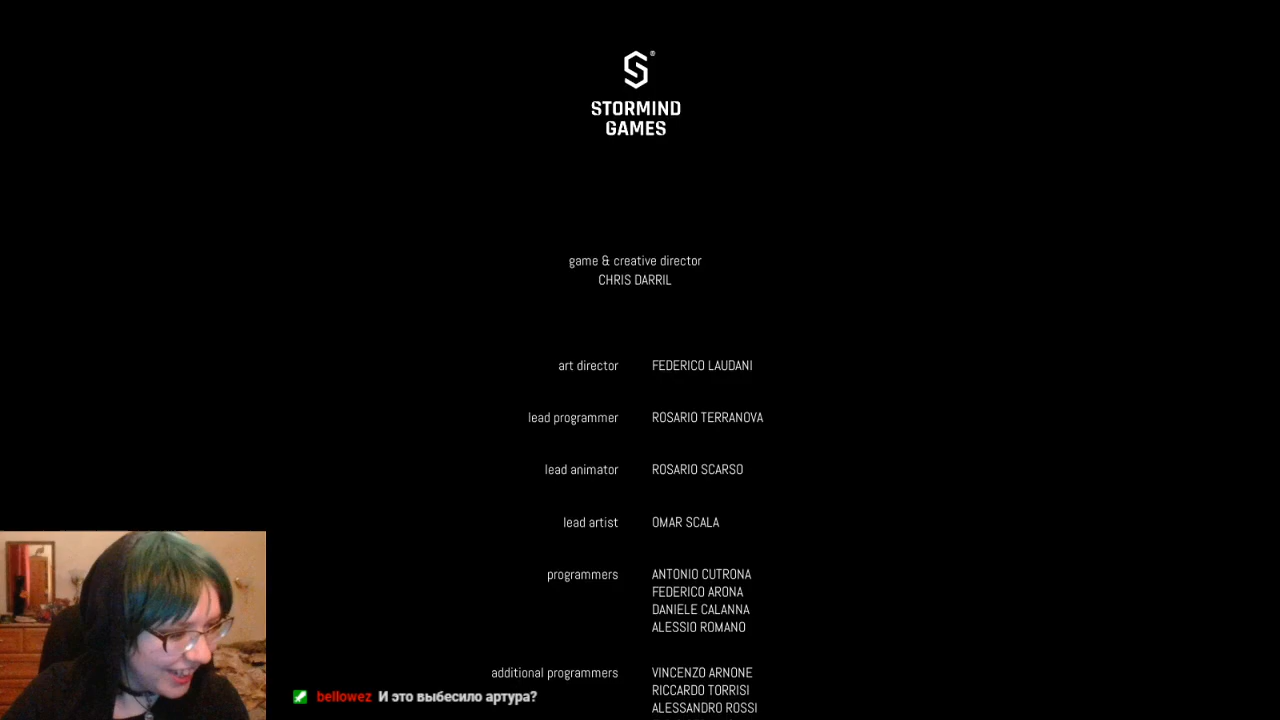 STORMIND
GAMES
game & creative director
CHRIS DARRIL
art director FEDERICO LAUDANI
lead programmer ROSARIO TERRANOVA
lead animator ROSARIO SCARSO
lead artist OMAR SCALA
programmers ANTONIO CUTRONA
FEDERICO ARONA
DANIELE CALANNA
ALESSIO ROMANO
additional programmers VINCENZO ARNONE
RICCARDO TORRISI
ALESSANDRO ROSSI
bellowez И это выбесило артура?